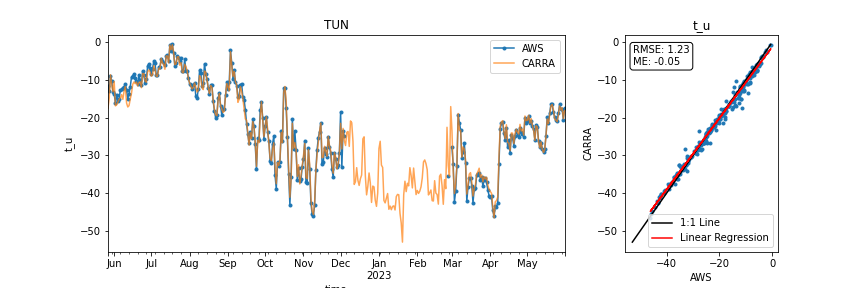 TUN
t_u
0
−10
−20
−30
−40
−50
AWS
CARRA
Jun Jul Aug Sep Oct Nov Dec Jan Feb Mar Apr May
2023
time
t_u
CARRA
0
−10
−20
−30
−40
−50
RMSE: 1.23
ME: -0.05
1:1 Line
Linear Regression
−40 −20 0
AWS